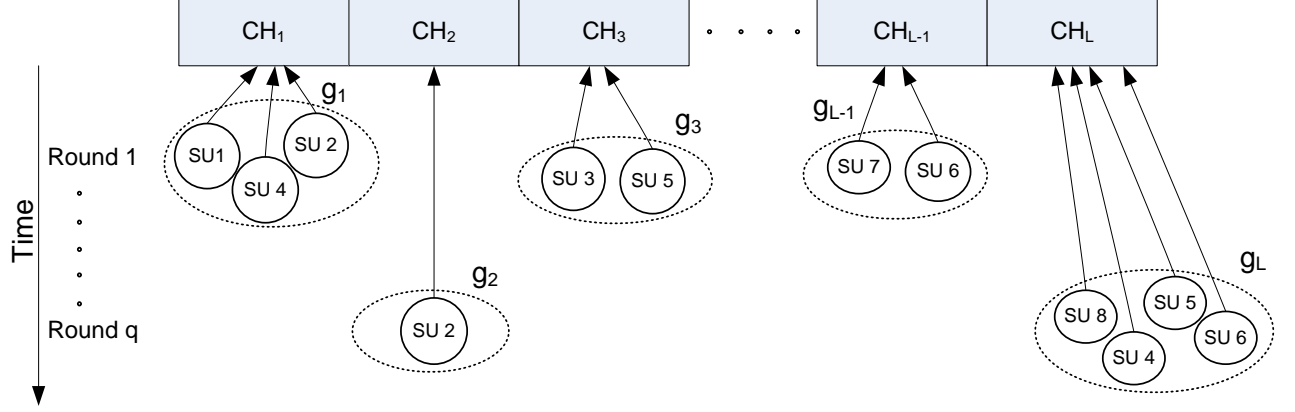 CH1 CH2 CH3 CHL-1 CHL
g1
g3
gL-1
Round 1
SU1
SU 4
SU 2
SU 3
SU 5
SU 7
SU 6
Time
g2
gL
Round q
SU 2
SU 8
SU 4
SU 5
SU 6